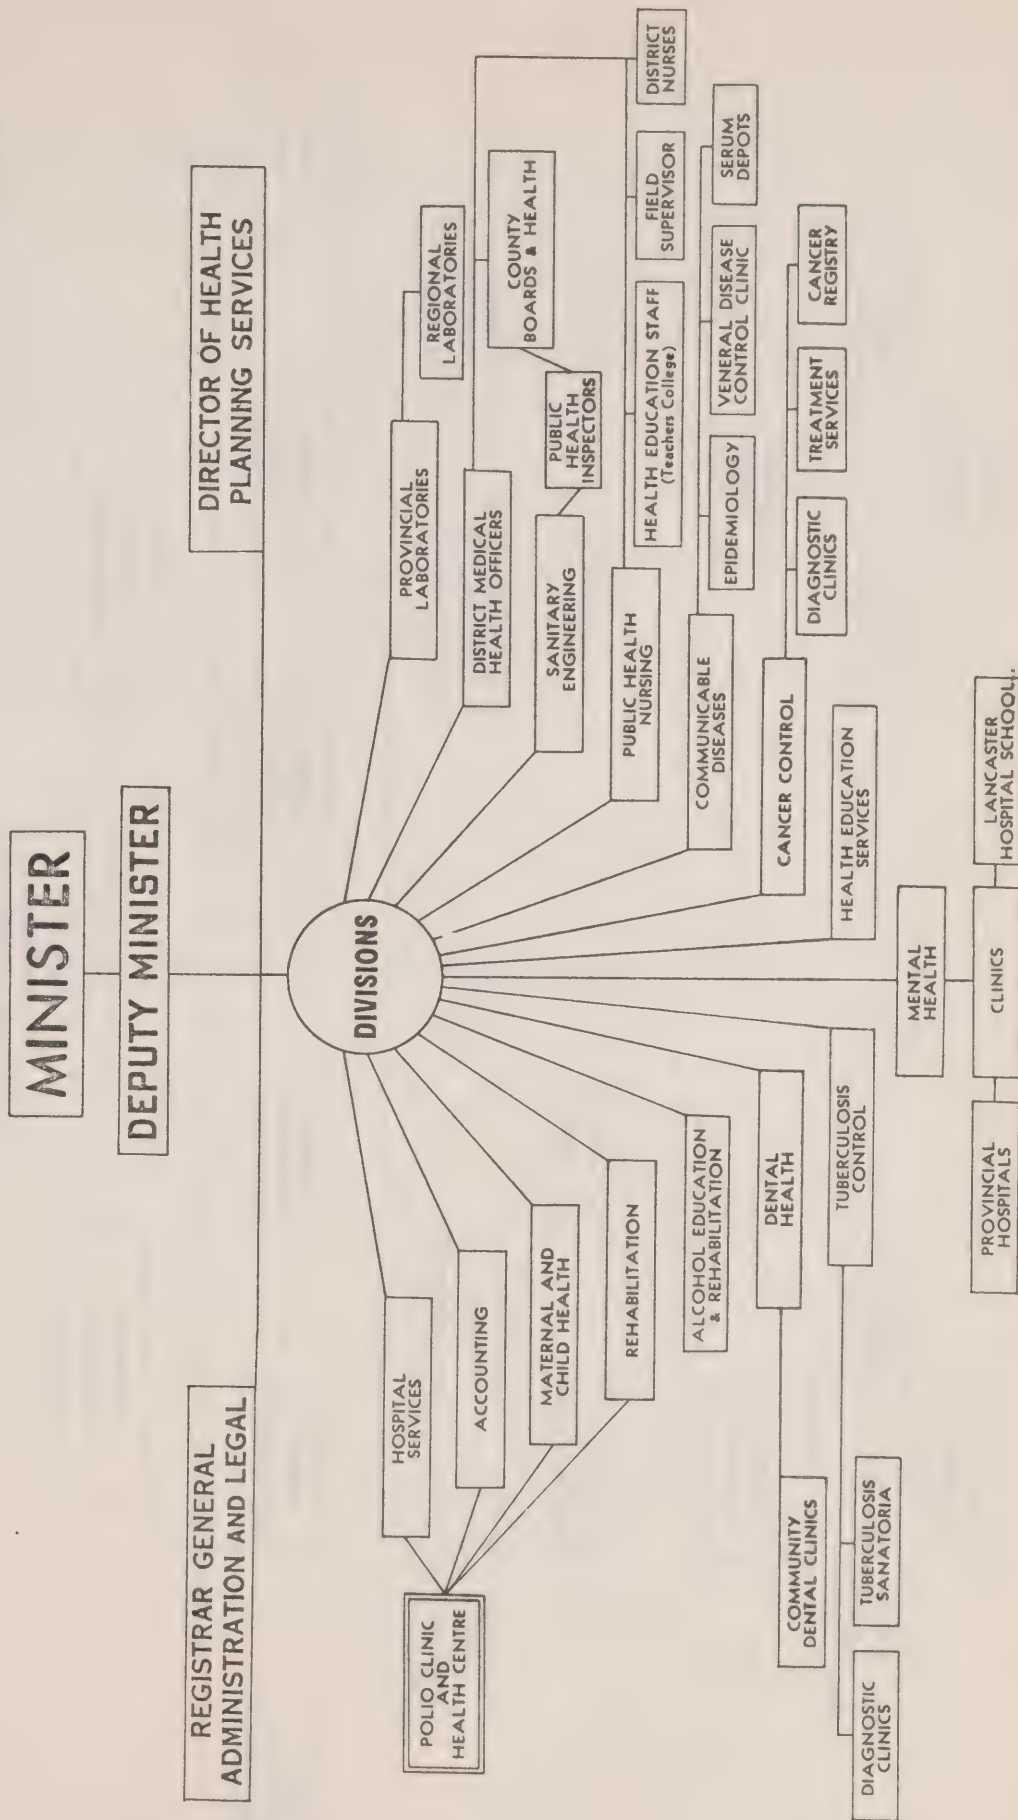 MINISTER
DEPUTY MINISTER
REGISTRAR GENERAL
ADMINISTRATION AND LEGAL
DIRECTOR OF HEALTH
PLANNING SERVICES
DIVISIONS
HOSPITAL
SERVICES
ACCOUNTING
MATERNAL AND
CHILD HEALTH
REHABILITATION
POLIO CLINIC
AND
HEALTH CENTRE
ALCOHOL EDUCATION
& REHABILITATION
DENTAL
HEALTH
COMMUNITY
DENTAL CLINICS
TUBERCULOSIS
CONTROL
DIAGNOSTIC
CLINICS
TUBERCULOSIS
SANATORIA
MENTAL
HEALTH
PROVINCIAL
HOSPITALS
CLINICS
LANCASTER
HOSPITAL SCHOOL
HEALTH EDUCATION
SERVICES
CANCER CONTROL
DIAGNOSTIC
CLINICS
TREATMENT
SERVICES
CANCER
REGISTRY
COMMUNICABLE
DISEASES
EPIDEMIOLOGY
VENERAL DISEASE
CONTROL CLINIC
SERUM
DEPOTS
PUBLIC HEALTH
NURSING
HEALTH EDUCATION STAFF
(Teachers College)
FIELD
SUPERVISOR
DISTRICT
NURSES
SANITARY
ENGINEERING
PUBLIC
HEALTH
INSPECTORS
COUNTY
BOARDS & HEALTH
DISTRICT MEDICAL
HEALTH OFFICERS
PROVINCIAL
LABORATORIES
REGIONAL
LABORATORIES